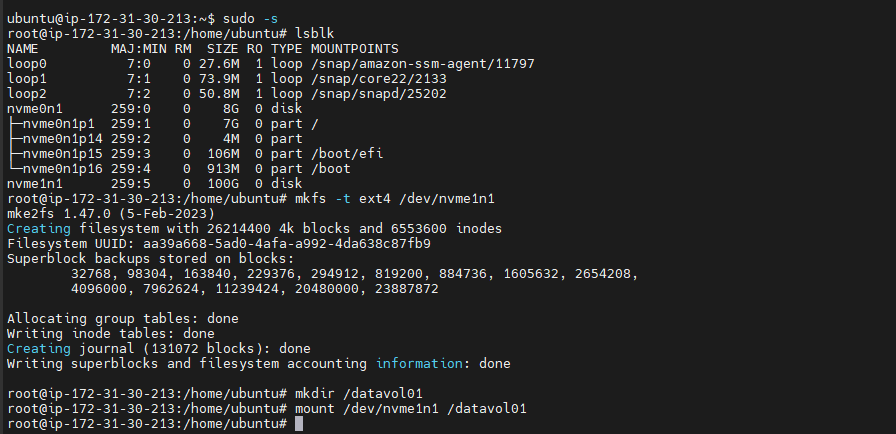 ubuntu@ip-172-31-30-213:~$ sudo -s
root@ip-172-31-30-213:/home/ubuntu# lsblk
NAME         MAJ:MIN RM  SIZE RO TYPE MOUNTPOINTS
loop0          7:0    0 27.6M  1 loop /snap/amazon-ssm-agent/11797
loop1          7:1    0 73.9M  1 loop /snap/core22/2133
loop2          7:2    0 50.8M  1 loop /snap/snapd/25202
nvme0n1      259:0    0    8G  0 disk
├─nvme0n1p1  259:1    0    7G  0 part /
├─nvme0n1p14 259:2    0    4M  0 part
├─nvme0n1p15 259:3    0  106M  0 part /boot/efi
└─nvme0n1p16 259:4    0  913M  0 part /boot
nvme1n1      259:5    0  100G  0 disk
root@ip-172-31-30-213:/home/ubuntu# mkfs -t ext4 /dev/nvme1n1
mke2fs 1.47.0 (5-Feb-2023)
Creating filesystem with 26214400 4k blocks and 6553600 inodes
Filesystem UUID: aa39a668-5ad0-4afa-a992-4da638c87fb9
Superblock backups stored on blocks:
        32768, 98304, 163840, 229376, 294912, 819200, 884736, 1605632, 2654208,
        4096000, 7962624, 11239424, 20480000, 23887872

Allocating group tables: done
Writing inode tables: done
Creating journal (131072 blocks): done
Writing superblocks and filesystem accounting information: done

root@ip-172-31-30-213:/home/ubuntu# mkdir /datavol01
root@ip-172-31-30-213:/home/ubuntu# mount /dev/nvme1n1 /datavol01
root@ip-172-31-30-213:/home/ubuntu#